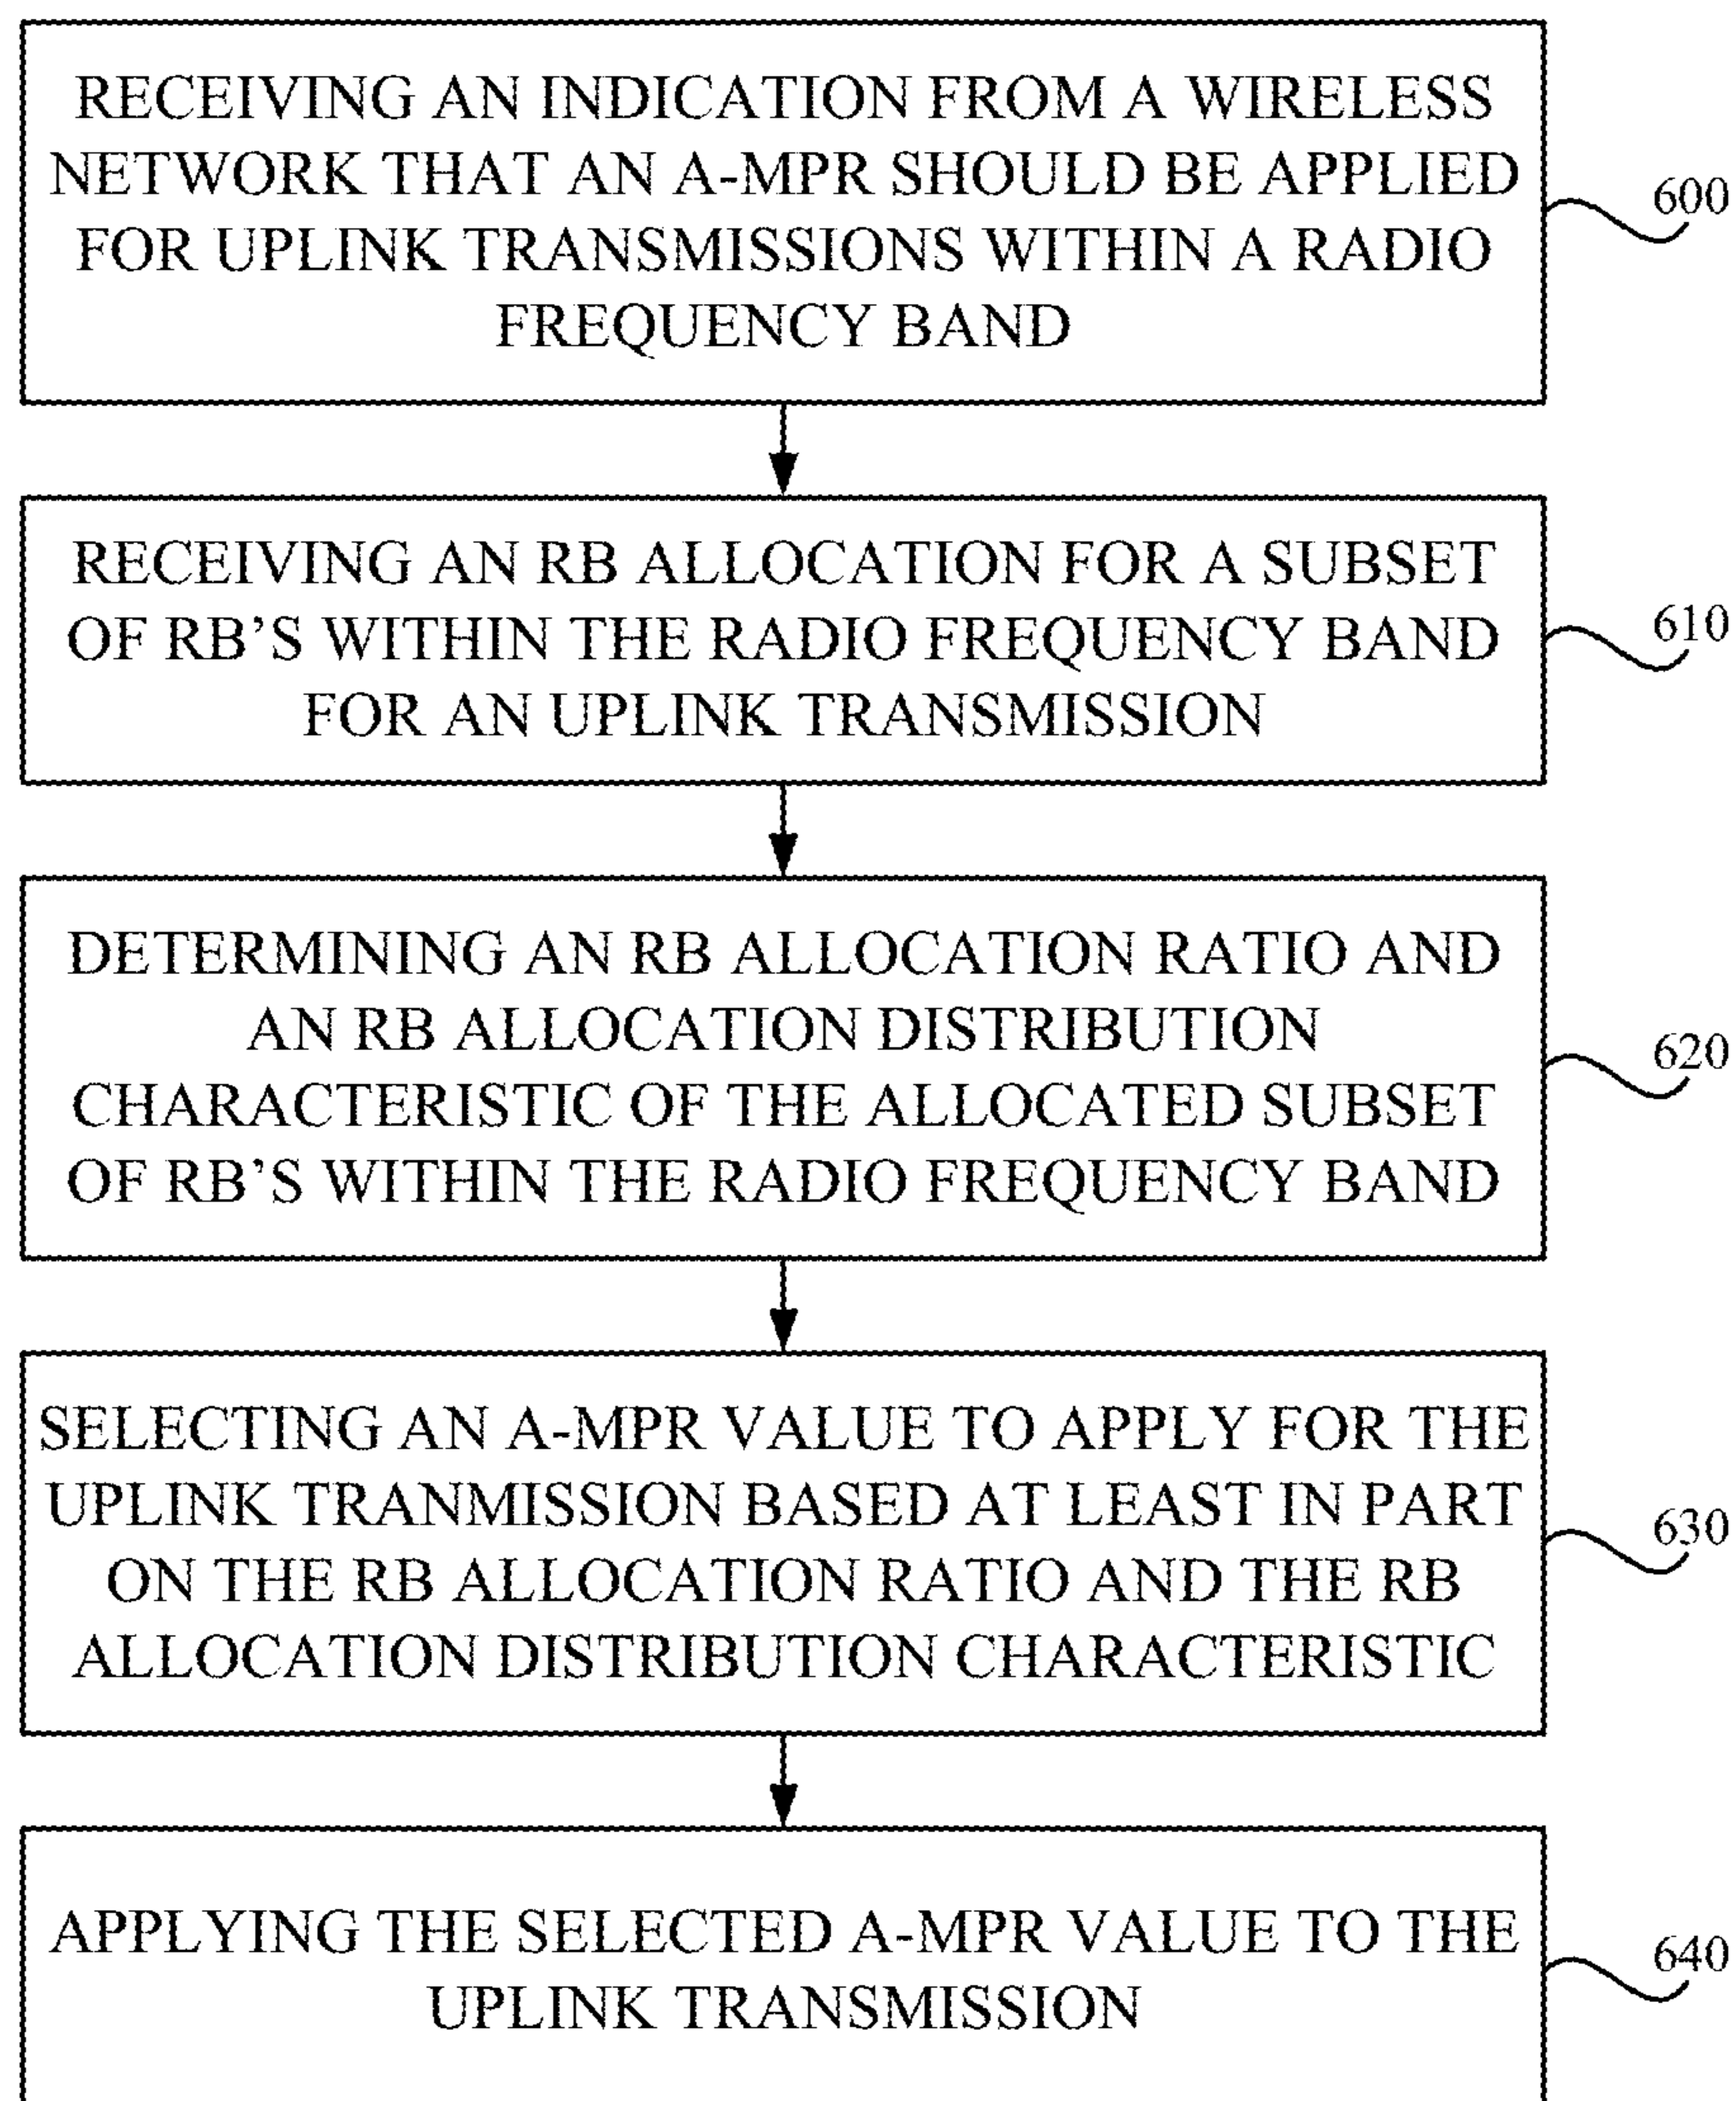 RECEIVING AN INDICATION FROM A WIRELESS
NETWORK THAT AN A-MPR SHOULD BE APPLIED
FOR UPLINK TRANSMISSIONS WITHIN A RADIO
FREQUENCY BAND
600
RECEIVING AN RB ALLOCATION FOR A SUBSET
OF RB’S WITHIN THE RADIO FREQUENCY BAND
FOR AN UPLINK TRANSMISSION
610
DETERMINING AN RB ALLOCATION RATIO AND
AN RB ALLOCATION DISTRIBUTION
CHARACTERISTIC OF THE ALLOCATED SUBSET
OF RB’S WITHIN THE RADIO FREQUENCY BAND
620
SELECTING AN A-MPR VALUE TO APPLY FOR THE
UPLINK TRANMISSION BASED AT LEAST IN PART
ON THE RB ALLOCATION RATIO AND THE RB
ALLOCATION DISTRIBUTION CHARACTERISTIC
630
APPLYING THE SELECTED A-MPR VALUE TO THE
UPLINK TRANSMISSION
640